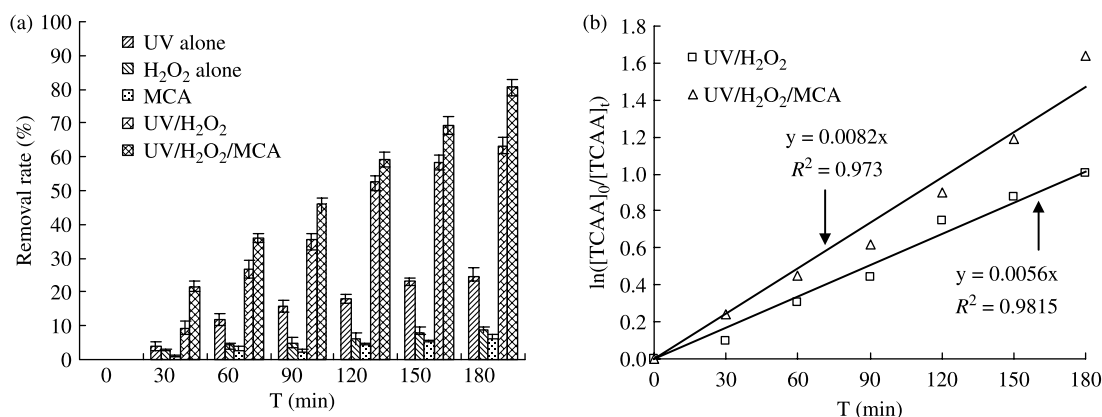 (a)
100
90
80
70
60
50
40
30
20
10
0
Removal rate (%)
UV alone
H₂O₂ alone
MCA
UV/H₂O₂
UV/H₂O₂/MCA
0 30 60 90 120 150 180
T (min)
(b)
1.8
1.6
1.4
1.2
1.0
0.8
0.6
0.4
0.2
0.0
ln([TCAA]₀/[TCAA]ₜ)
UV/H₂O₂
UV/H₂O₂/MCA
y = 0.0082x
R² = 0.973
y = 0.0056x
R² = 0.9815
0 30 60 90 120 150 180
T (min)